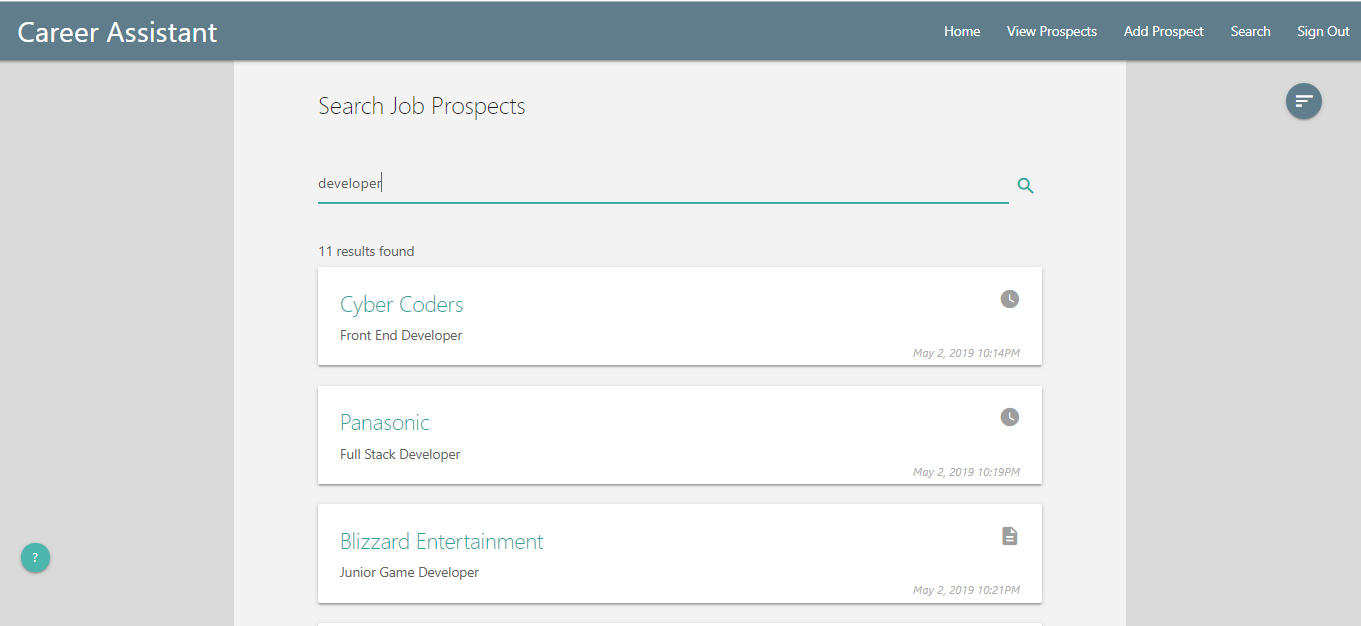 Career Assistant
Home View Prospects Add Prospect Search Sign Out
Search Job Prospects
developer
11 results found
Cyber Coders
Front End Developer
May 2, 2019 10:14PM
Panasonic
Full Stack Developer
May 2, 2019 10:19PM
Blizzard Entertainment
Junior Game Developer
May 2, 2019 10:21PM
?